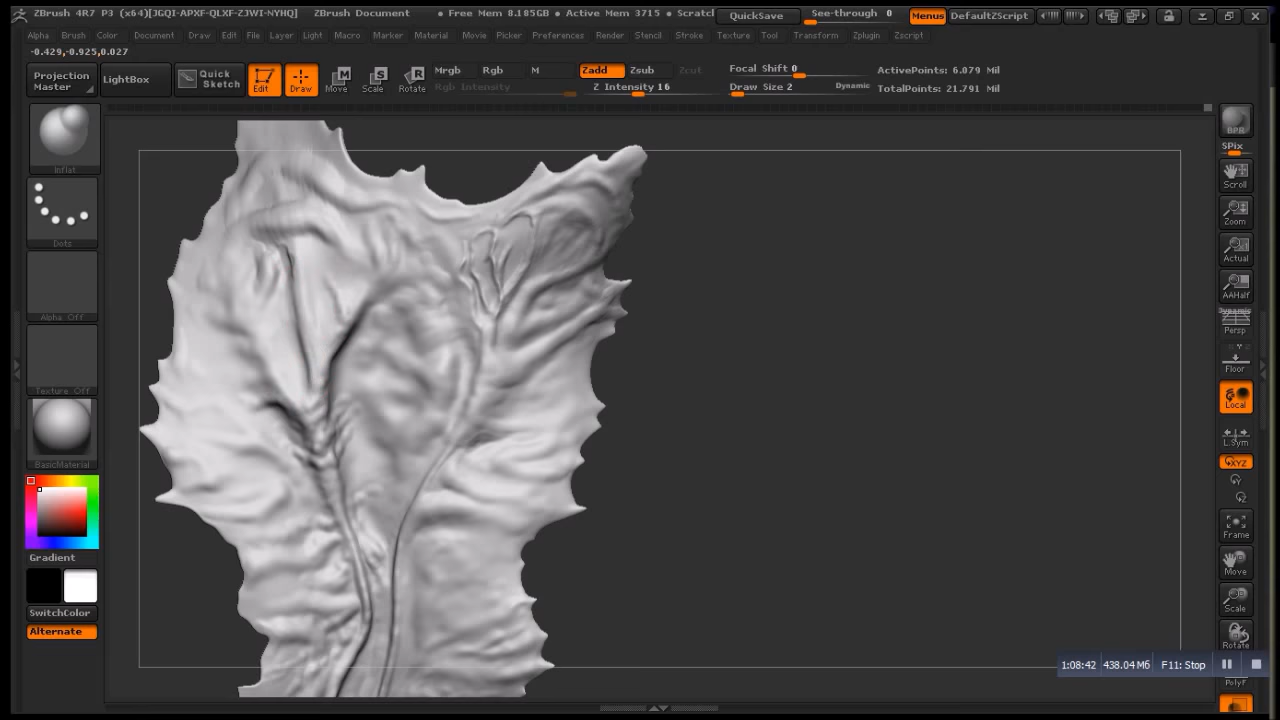 ZBrush 4R7 P3 (x64)[JGQI-APXF-QLXF-ZJWI-NYHQ] ZBrush Document • Free Mem 8.185GB • Active Mem 3715 • Scratch QuickSave See-through 0 Menus DefaultZScript
Alpha Brush Color Document Draw Edit File Layer Light Macro Marker Material Movie Picker Preferences Render Stencil Stroke Texture Tool Transform Zplugin Zscript
-0.429,-0.925,0.027
Projection Master
LightBox
Quick Sketch
Edit
Draw
Move
Scale
Rotate
Mrgb Rgb M
Rgb Intensity
Zadd Zsub Zcut
Z Intensity 16
Focal Shift 0
Draw Size 2 Dynamic
ActivePoints: 6.079 Mil
TotalPoints: 21.791 Mil
Inflat
Dots
Alpha Off
Texture Off
BasicMaterial
Gradient
SwitchColor
Alternate
BPR
SPix
Scroll
Zoom
Actual
AAHalf
Dynamic
Persp
Floor
Local
L.Sym
XYZ
Frame
Move
Scale
Rotate
PolyF
1:08:42 438.04 Мб F11: Stop